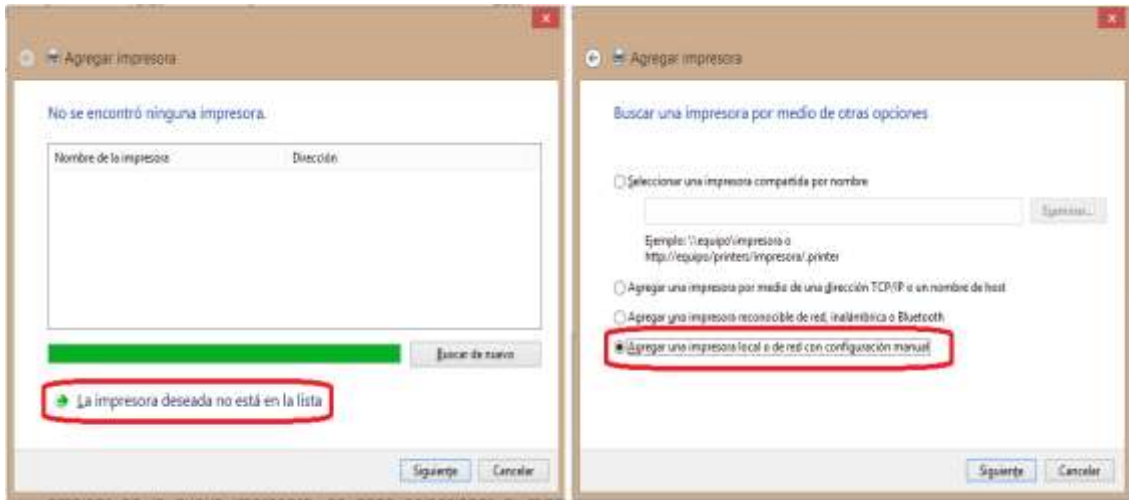 Agregar impresora
No se encontró ninguna impresora.
Nombre de la impresora Dirección
Buscar de nuevo
La impresora deseada no está en la lista
Siguiente Cancelar
Agregar impresora
Buscar una impresora por medio de otras opciones
Seleccionar una impresora compartida por nombre
Examinar...
Ejemplo: \\equipo\impresora o
http://equipo/printers/impresora/.printer
Agregar una impresora por medio de una dirección TCP/IP o un nombre de host
Agregar una impresora reconocible de red, inalámbrica o Bluetooth
Agregar una impresora local o de red con configuración manual
Siguiente Cancelar